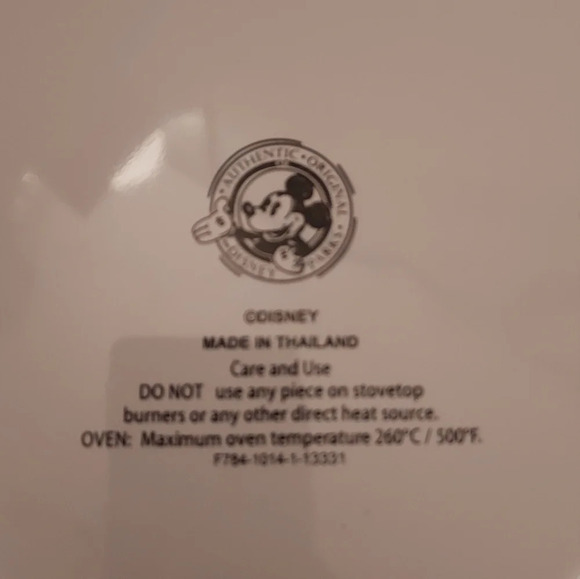 AUTHENTIC • ORIGINAL
DISNEY PARKS
©DISNEY
MADE IN THAILAND
Care and Use
DO NOT use any piece on stovetop
burners or any other direct heat source.
OVEN: Maximum oven temperature 260°C / 500°F.
F784-1014-1-13331